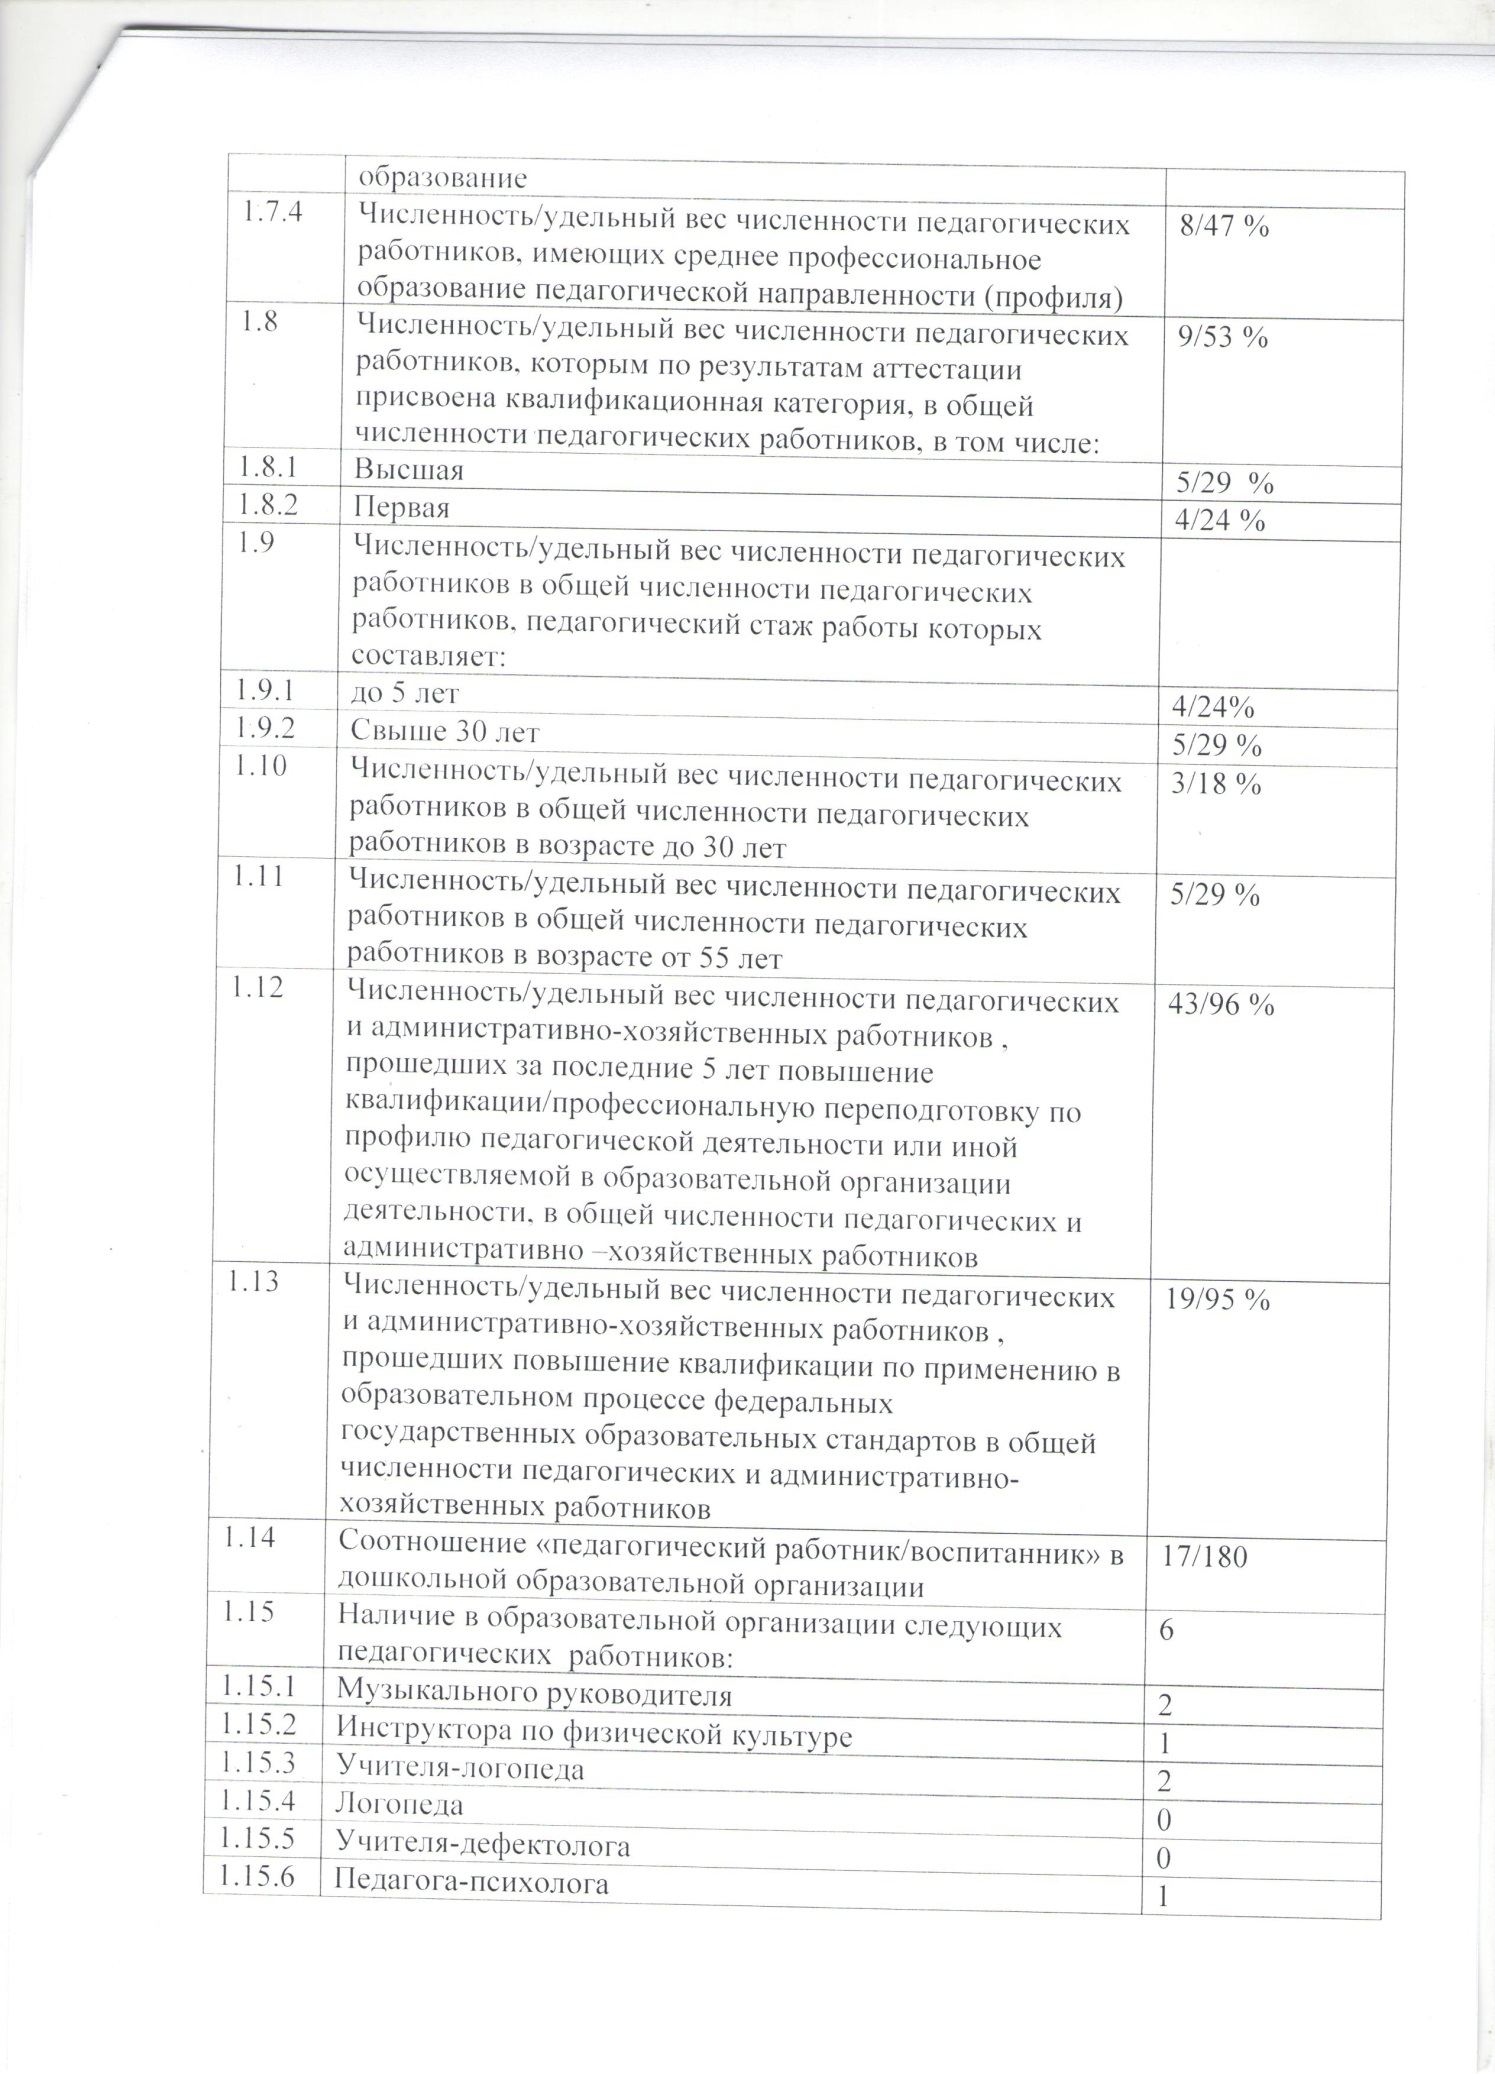 образование
1.7.4 Численность/удельный вес численности педагогических 8/47 %
работников, имеющих среднее профессиональное
образование педагогической направленности (профиля)
1.8 Численность/удельный вес численности педагогических 9/53 %
работников, которым по результатам аттестации
присвоена квалификационная категория, в общей
численности педагогических работников, в том числе:
1.8.1 Высшая 5/29 %
1.8.2 Первая 4/24 %
1.9 Численность/удельный вес численности педагогических
работников в общей численности педагогических
работников, педагогический стаж работы которых
составляет:
1.9.1 до 5 лет 4/24%
1.9.2 Свыше 30 лет 5/29 %
1.10 Численность/удельный вес численности педагогических 3/18 %
работников в общей численности педагогических
работников в возрасте до 30 лет
1.11 Численность/удельный вес численности педагогических 5/29 %
работников в общей численности педагогических
работников в возрасте от 55 лет
1.12 Численность/удельный вес численности педагогических 43/96 %
и административно-хозяйственных работников ,
прошедших за последние 5 лет повышение
квалификации/профессиональную переподготовку по
профилю педагогической деятельности или иной
осуществляемой в образовательной организации
деятельности, в общей численности педагогических и
административно –хозяйственных работников
1.13 Численность/удельный вес численности педагогических 19/95 %
и административно-хозяйственных работников ,
прошедших повышение квалификации по применению в
образовательном процессе федеральных
государственных образовательных стандартов в общей
численности педагогических и административно-
хозяйственных работников
1.14 Соотношение «педагогический работник/воспитанник» в 17/180
дошкольной образовательной организации
1.15 Наличие в образовательной организации следующих 6
педагогических работников:
1.15.1 Музыкального руководителя 2
1.15.2 Инструктора по физической культуре 1
1.15.3 Учителя-логопеда 2
1.15.4 Логопеда 0
1.15.5 Учителя-дефектолога 0
1.15.6 Педагога-психолога 1